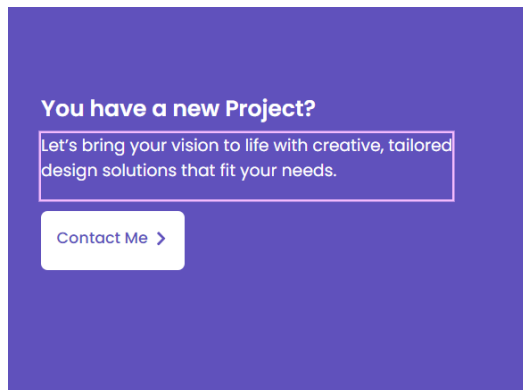 You have a new Project?
Let’s bring your vision to life with creative, tailored
design solutions that fit your needs.
Contact Me